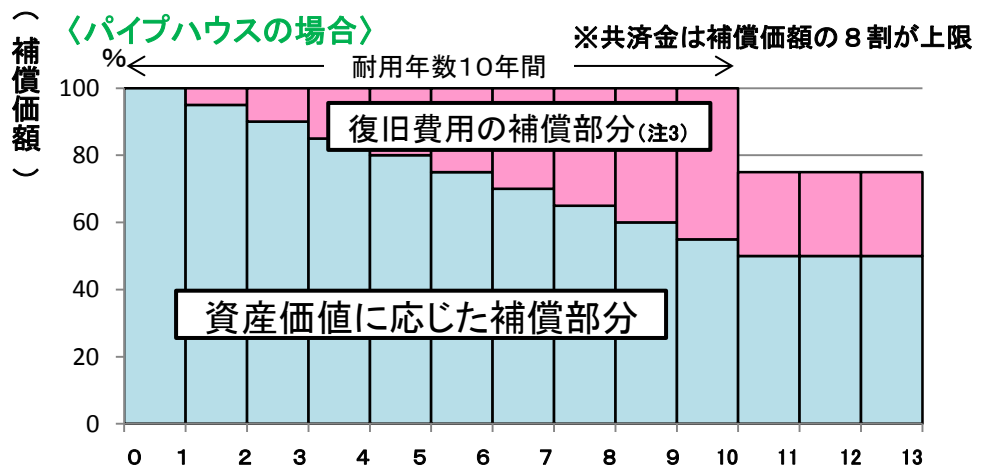 〈パイプハウスの場合〉
※共済金は補償価額の８割が上限
（補償価額）
%
耐用年数１０年間
100
80
60
40
20
0
復旧費用の補償部分(注3)
資産価値に応じた補償部分
0 1 2 3 4 5 6 7 8 9 10 11 12 13